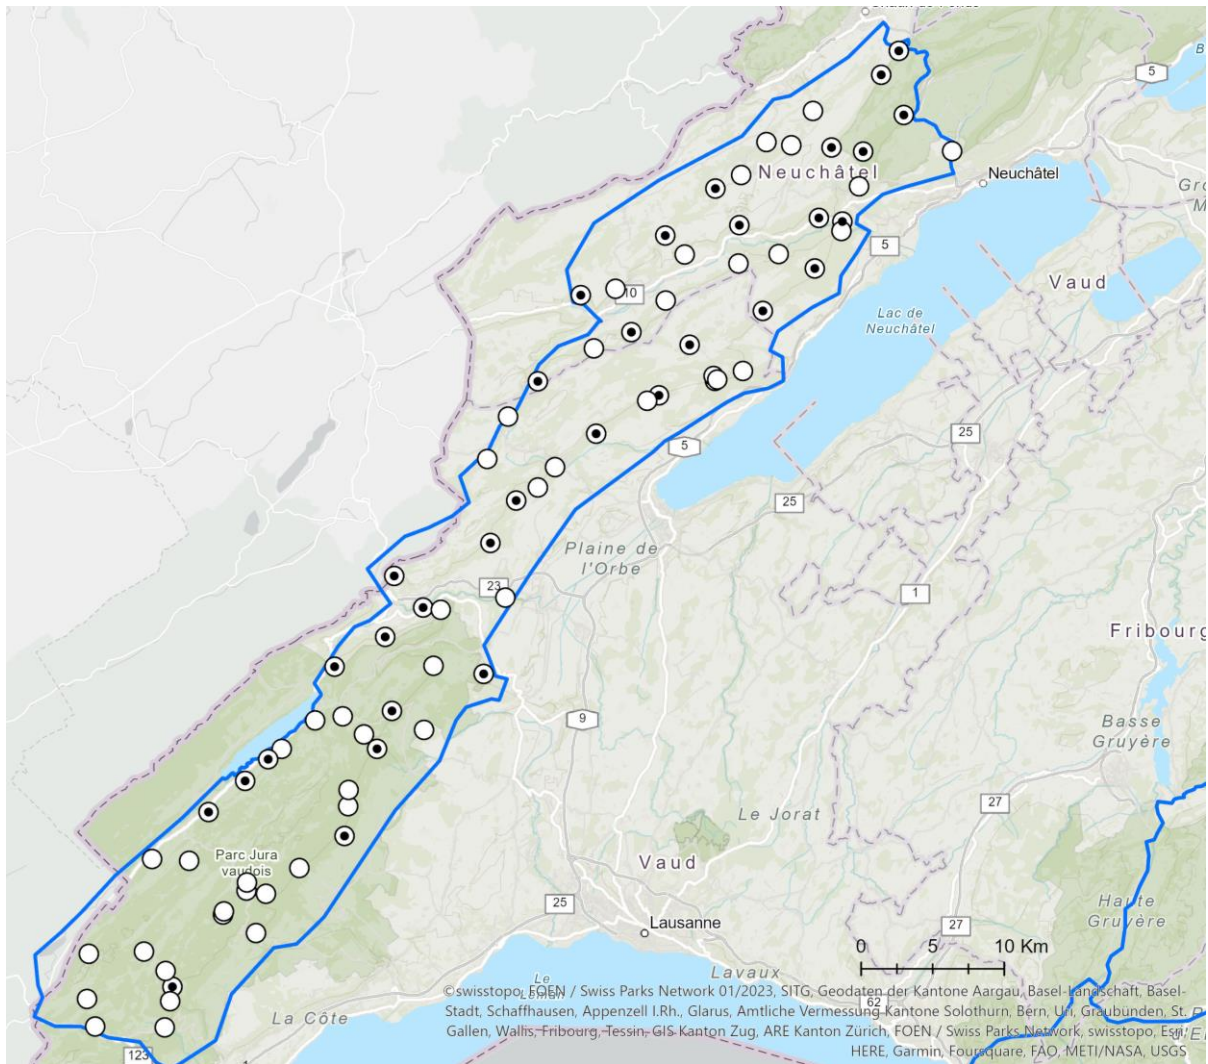 5
Neuchâtel
Neuchâtel
5
Vaud
10
Lac de
Neuchâtel
25
5
25
Plaine de
l'Orbe
23
1
Fribourg
9
Basse
Gruyère
27
Le Jorat
Parc Jura
vaudois
Vaud
25
Lausanne
Haute
Gruyère
27
0 5 10 Km
Lavaux
Le
Léman
62
La Côte
123
1
©swisstopo, FOEN / Swiss Parks Network 01/2023, SITG, Geodaten der Kantone Aargau, Basel-Landschaft, Basel-
Stadt, Schaffhausen, Appenzell I.Rh., Glarus, Amtliche Vermessung Kantone Solothurn, Bern, Uri, Graubünden, St.
Gallen, Wallis, Fribourg, Tessin, GIS Kanton Zug, ARE Kanton Zürich, FOEN / Swiss Parks Network, swisstopo, Esri,
HERE, Garmin, Foursquare, FAO, METI/NASA, USGS